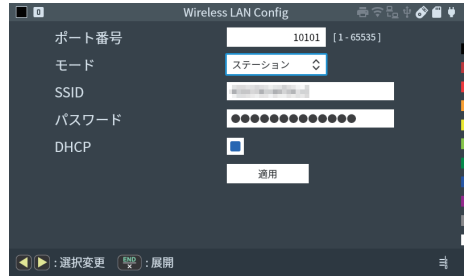 0 Wireless LAN Config
ポート番号 10101 [1-65535]
モード ステーション
SSID
パスワード ●●●●●●●●●●●●●
DHCP
適用
:選択変更 END × :展開